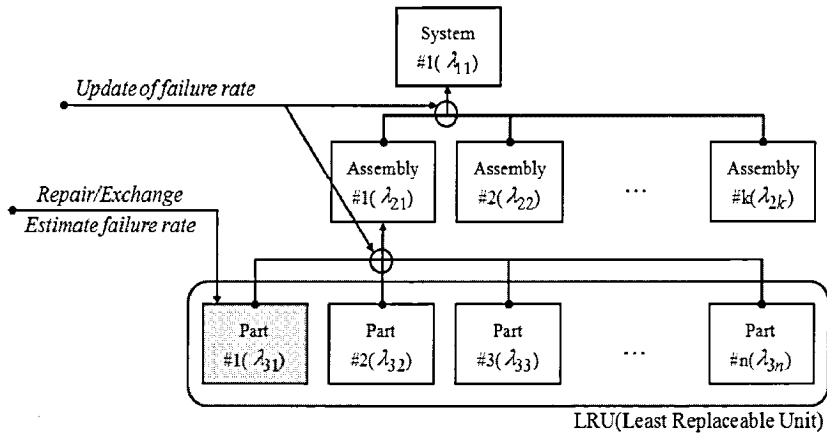 System
#1(λ11)
Update of failure rate
Assembly
#1(λ21)
Assembly
#2(λ22)
...
Assembly
#k(λ2k)
Repair/Exchange
Estimate failure rate
Part
#1(λ31)
Part
#2(λ32)
Part
#3(λ33)
...
Part
#n(λ3n)
LRU(Least Replaceable Unit)